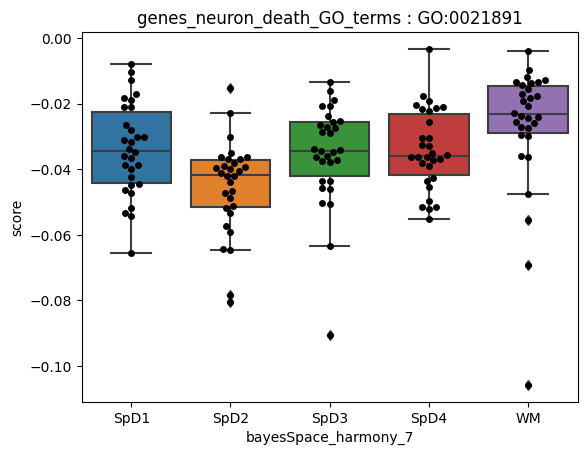 genes_neuron_death_GO_terms : GO:0021891
0.00
−0.02
−0.04
−0.06
−0.08
−0.10
score
SpD1 SpD2 SpD3 SpD4 WM
bayesSpace_harmony_7